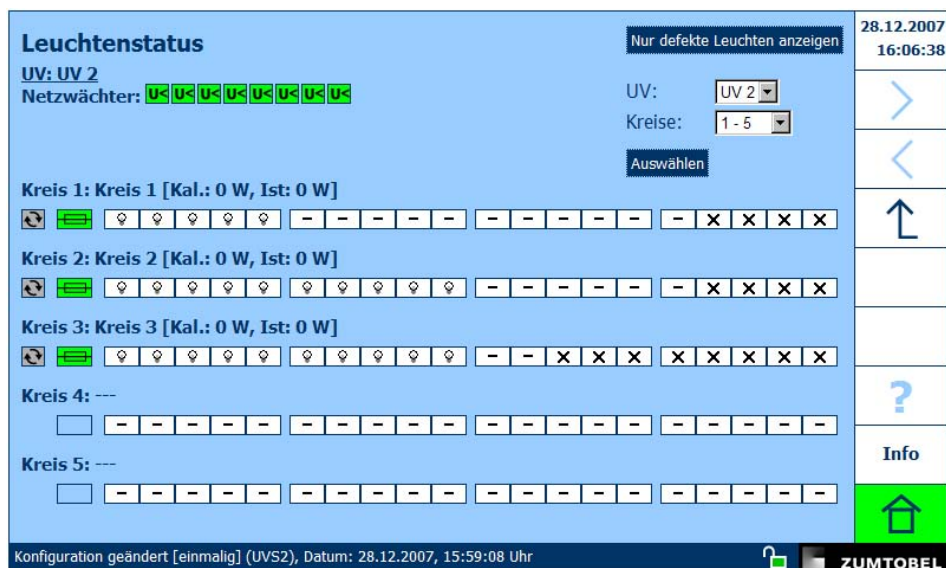 Leuchtenstatus
UV: UV 2
Netzwächter: U< U< U< U< U< U< U< U<
Nur defekte Leuchten anzeigen
UV: UV 2
Kreise: 1 - 5
Auswählen
Kreis 1: Kreis 1 [Kal.: 0 W, Ist: 0 W]
- - - - - - - - - - - X X X X
Kreis 2: Kreis 2 [Kal.: 0 W, Ist: 0 W]
- - - - - - X X X X
Kreis 3: Kreis 3 [Kal.: 0 W, Ist: 0 W]
- - X X X X X X X X
Kreis 4: ---
- - - - - - - - - - - - - - - - - - - -
Kreis 5: ---
- - - - - - - - - - - - - - - - - - - -
Konfiguration geändert [einmalig] (UVS2), Datum: 28.12.2007, 15:59:08 Uhr
28.12.2007
16:06:38
?
Info
ZUMTOBEL